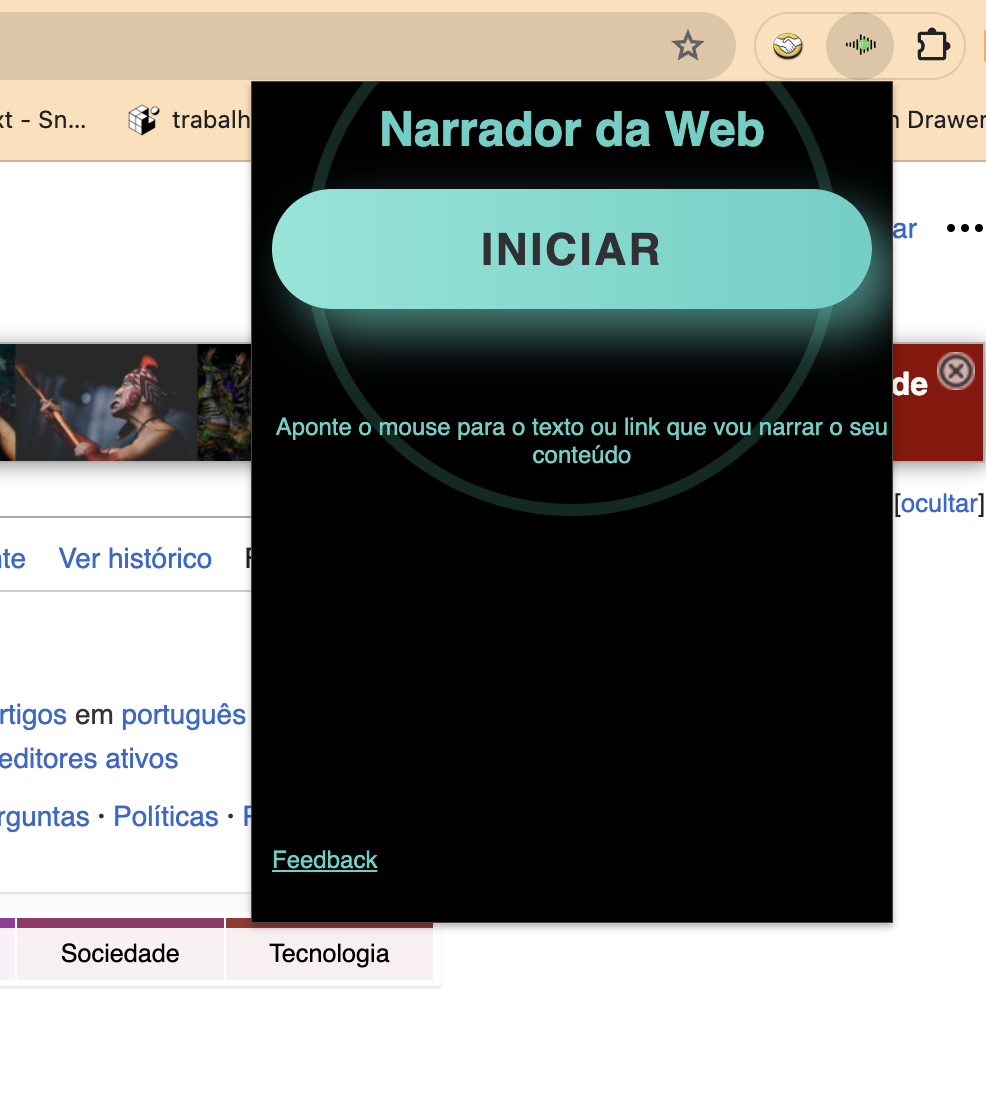 xt - Sn...
trabalh
Drawer
Narrador da Web
INICIAR
ar
de
Aponte o mouse para o texto ou link que vou narrar o seu
conteúdo
[ocultar]
Ver histórico
rtigos em português
editores ativos
rguntas · Políticas ·
Feedback
Sociedade
Tecnologia